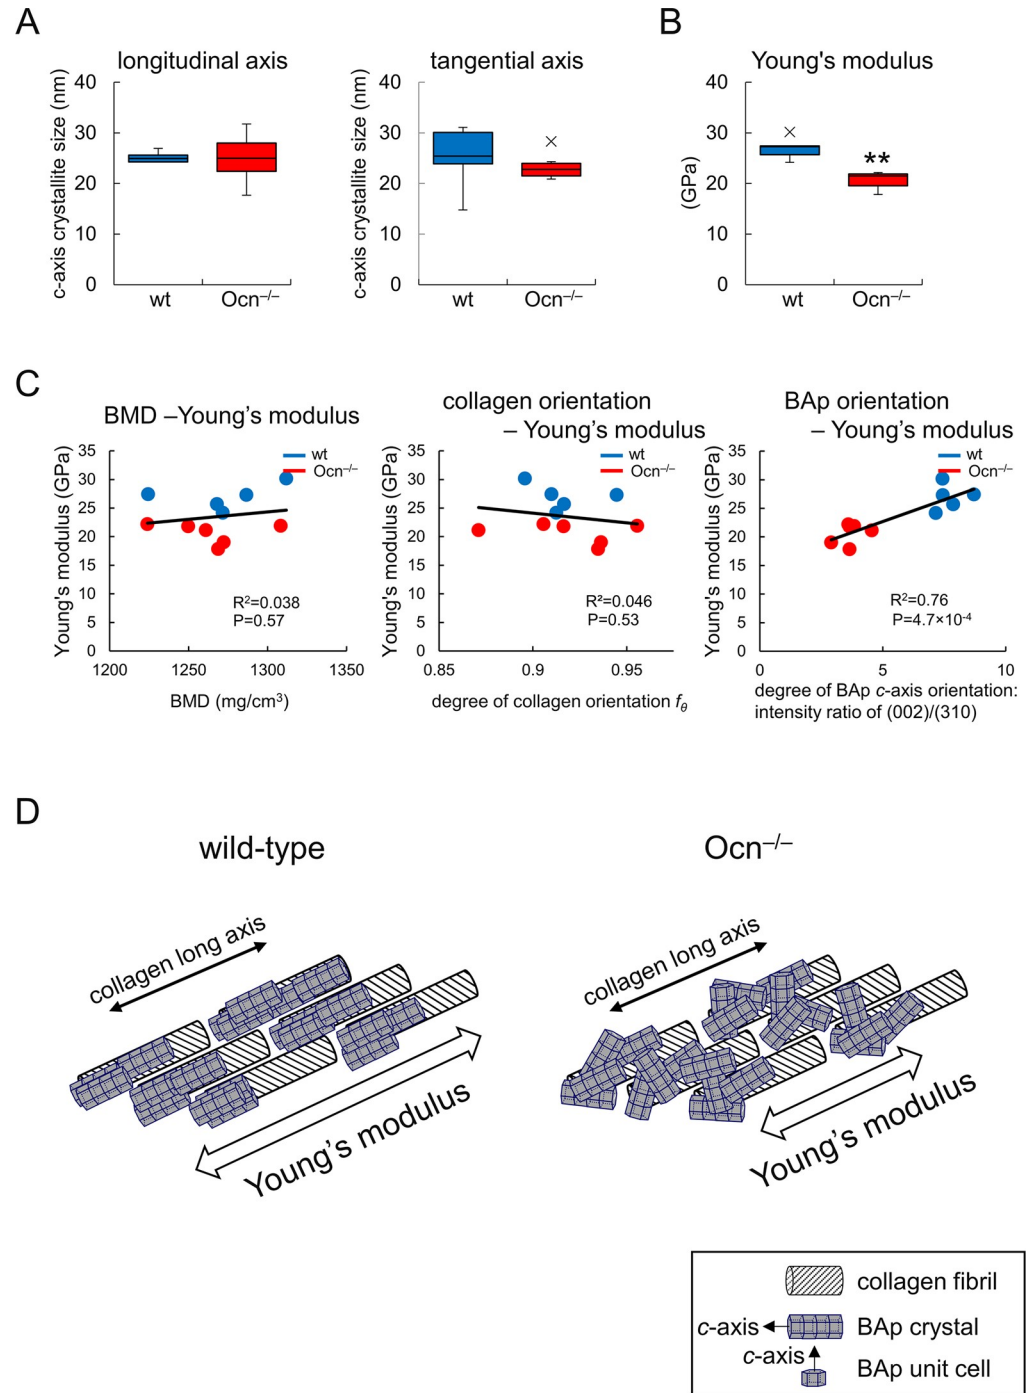 A
longitudinal axis
c-axis crystallite size (nm)
40
30
20
10
0
wt
Ocn–/–
tangential axis
c-axis crystallite size (nm)
40
30
20
10
0
wt
Ocn–/–
B
Young's modulus
(GPa)
40
30
20
10
0
**
wt
Ocn–/–
C
BMD –Young’s modulus
Young's modulus (GPa)
35
30
25
20
15
10
5
0
wt
Ocn–/–
R²=0.038
P=0.57
1200
1250
1300
1350
BMD (mg/cm³)
collagen orientation
– Young’s modulus
Young's modulus (GPa)
35
30
25
20
15
10
5
0
wt
Ocn–/–
R²=0.046
P=0.53
0.85
0.9
0.95
degree of collagen orientation fθ
BAp orientation
– Young’s modulus
Young's modulus (GPa)
35
30
25
20
15
10
5
0
wt
Ocn–/–
R²=0.76
P=4.7×10⁻⁴
0
5
10
degree of BAp c-axis orientation:
intensity ratio of (002)/(310)
D
wild-type
collagen long axis
Young’s modulus
Ocn–/–
collagen long axis
Young’s modulus
collagen fibril
c-axis
BAp crystal
c-axis
BAp unit cell